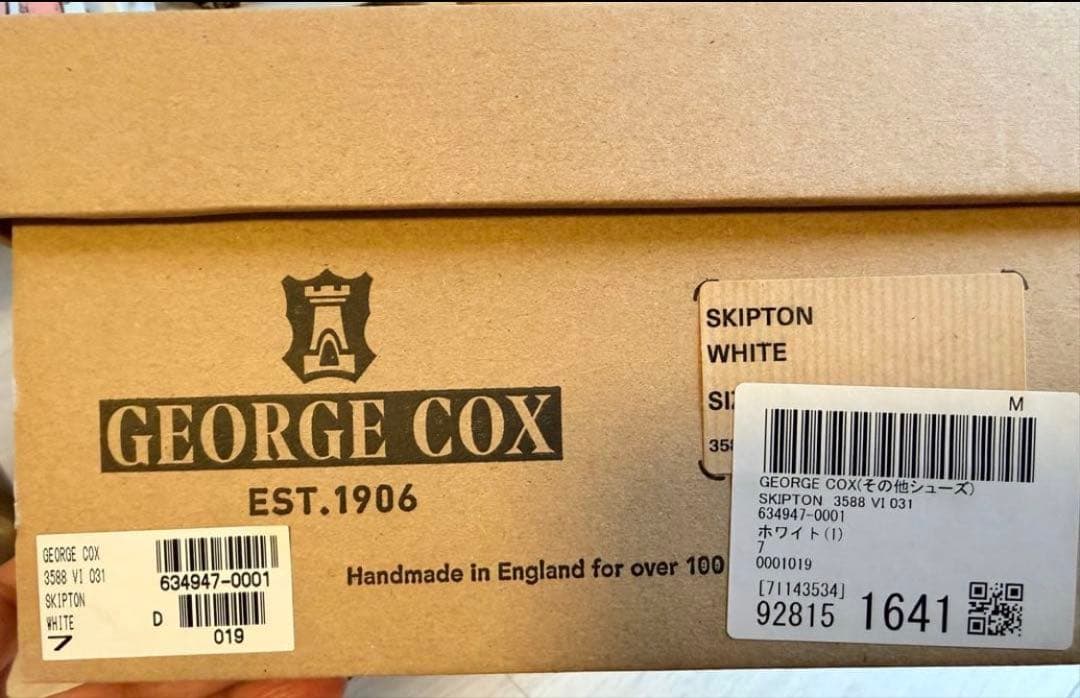 GEORGE COX
EST.1906
Handmade in England for over 100
SKIPTON
WHITE
GEORGE COX
3588 VI 031
SKIPTON
WHITE
7
634947-0001
D
019
M
GEORGE COX(その他シューズ)
SKIPTON 3588 VI 031
634947-0001
ホワイト(1)
7
0001019
[71143534]
92815 1641